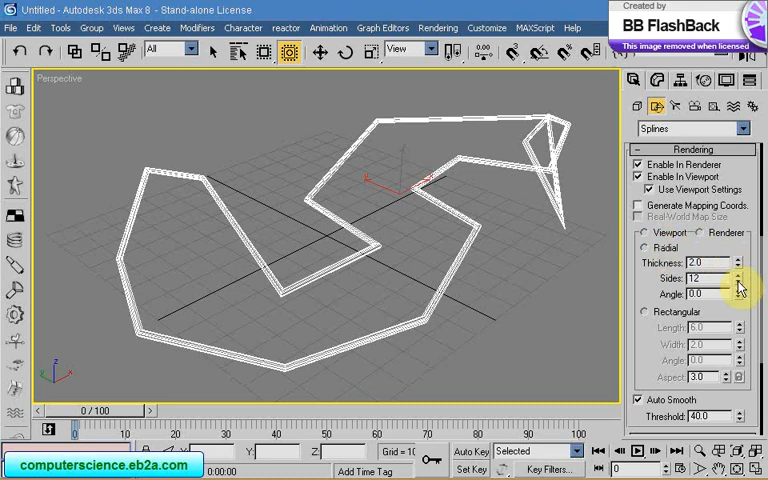 Untitled - Autodesk 3ds Max 8 - Stand-alone License
Created by
BB FlashBack
This image removed when licensed
File Edit Tools Group Views Create Modifiers Character reactor Animation Graph Editors Rendering Customize MAXScript Help
All
View
Perspective
Splines
Rendering
Enable In Renderer
Enable In Viewport
Use Viewport Settings
Generate Mapping Coords.
Real-World Map Size
Viewport Renderer
Radial
Thickness: 2.0
Sides: 12
Angle: 0.0
Rectangular
Length: 6.0
Width: 2.0
Angle: 0.0
Aspect: 3.0
Auto Smooth
Threshold: 40.0
z
y
x
0 / 100
0 10 20 30 40 50 60 70 80 90 100
X: Y: Z: Grid = 10
Auto Key Selected
computerscience.eb2a.com
0:00:00
Add Time Tag
Set Key
Key Filters...
0